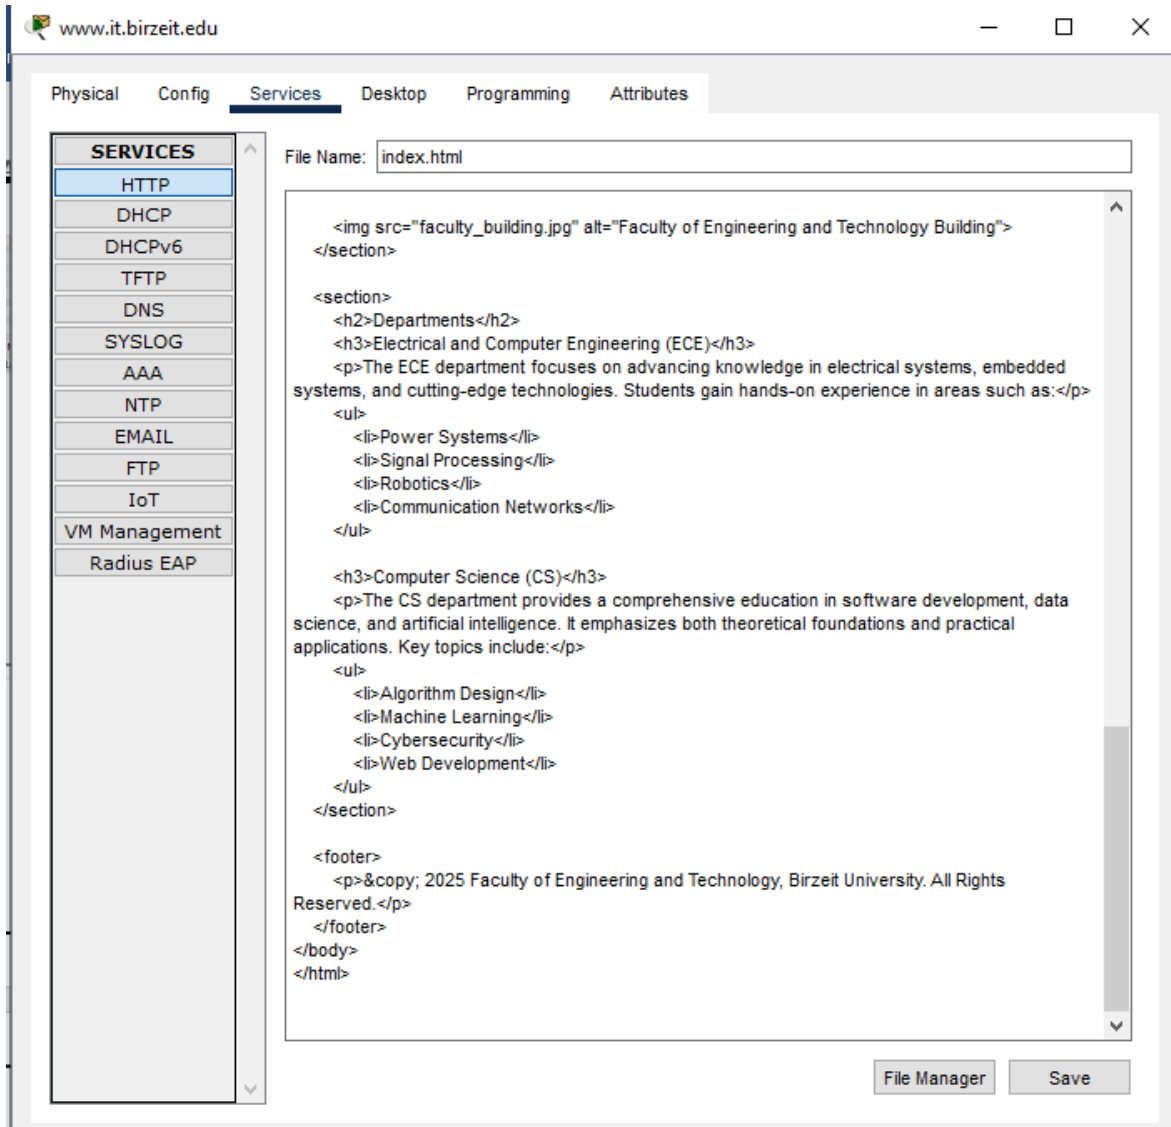 www.it.birzeit.edu
Physical Config Services Desktop Programming Attributes
SERVICES
HTTP
DHCP
DHCPv6
TFTP
DNS
SYSLOG
AAA
NTP
EMAIL
FTP
IoT
VM Management
Radius EAP
File Name: index.html
<img src="faculty_building.jpg" alt="Faculty of Engineering and Technology Building">
</section>
<section>
<h2>Departments</h2>
<h3>Electrical and Computer Engineering (ECE)</h3>
<p>The ECE department focuses on advancing knowledge in electrical systems, embedded
systems, and cutting-edge technologies. Students gain hands-on experience in areas such as:</p>
<ul>
<li>Power Systems</li>
<li>Signal Processing</li>
<li>Robotics</li>
<li>Communication Networks</li>
</ul>
<h3>Computer Science (CS)</h3>
<p>The CS department provides a comprehensive education in software development, data
science, and artificial intelligence. It emphasizes both theoretical foundations and practical
applications. Key topics include:</p>
<ul>
<li>Algorithm Design</li>
<li>Machine Learning</li>
<li>Cybersecurity</li>
<li>Web Development</li>
</ul>
</section>
<footer>
<p>&copy; 2025 Faculty of Engineering and Technology, Birzeit University. All Rights
Reserved.</p>
</footer>
</body>
</html>
File Manager Save